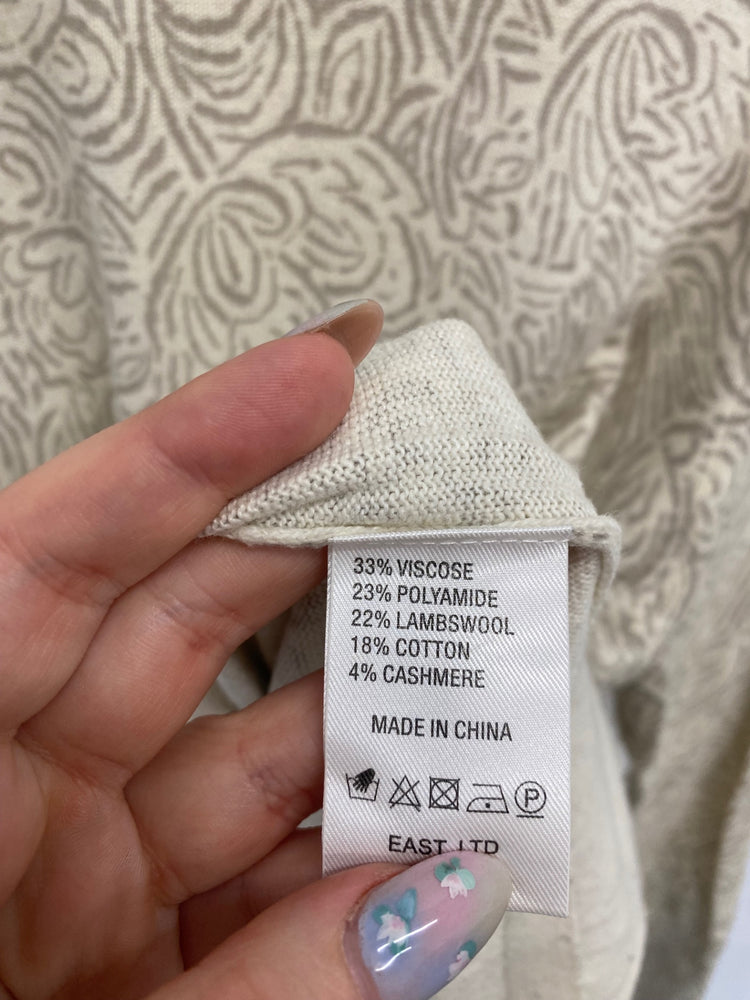 33% VISCOSE
23% POLYAMIDE
22% LAMBSWOOL
18% COTTON
4% CASHMERE
MADE IN CHINA
P
EAST LTD